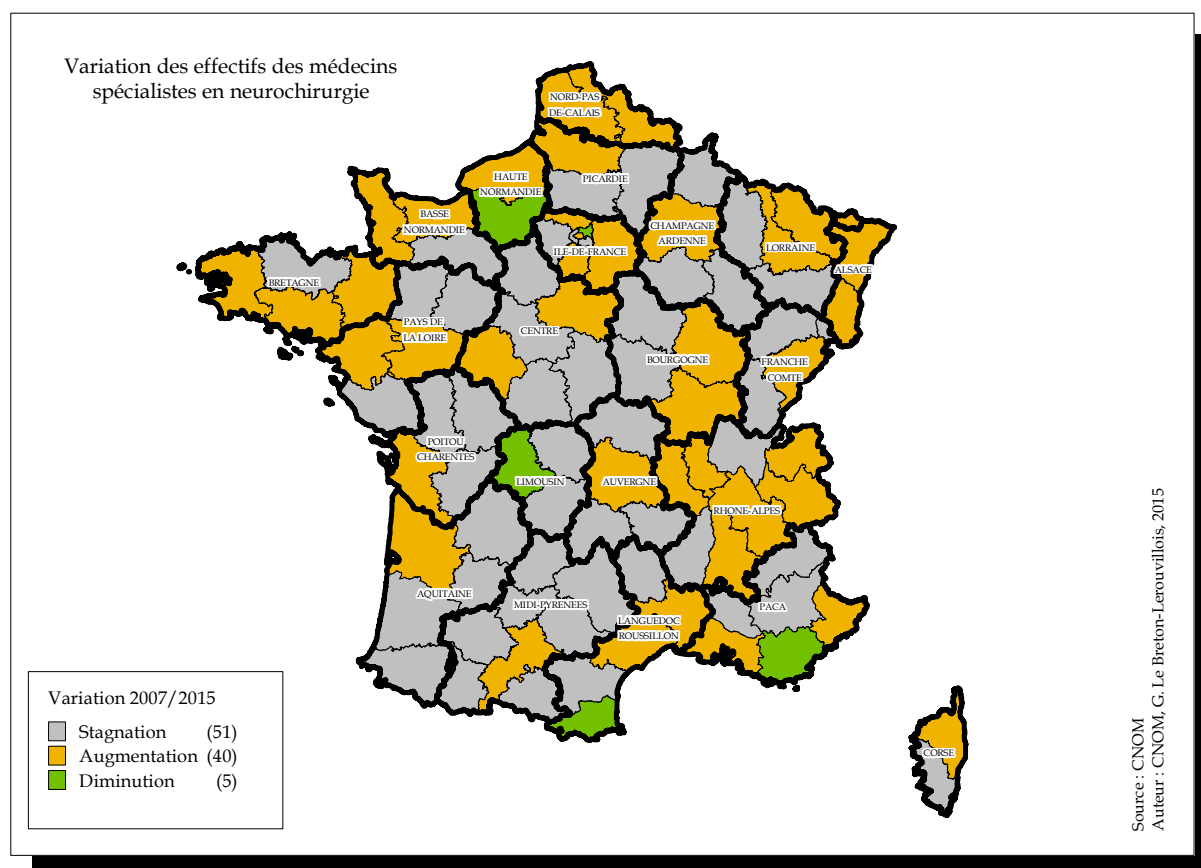 Variation des effectifs des médecins
spécialistes en neurochirurgie
NORD-PAS
DE-CALAIS
HAUTE
NORMANDIE
PICARDIE
BASSE
NORMANDIE
CHAMPAGNE
ARDENNE
ILE-DE-FRANCE
LORRAINE
ALSACE
BRETAGNE
PAYS DE
LA LOIRE
CENTRE
BOURGOGNE
FRANCHE
COMTE
POITOU
CHARENTES
LIMOUSIN
AUVERGNE
RHONE-ALPES
AQUITAINE
MIDI-PYRENEES
LANGUEDOC
ROUSSILLON
PACA
CORSE
Variation 2007/2015
Stagnation (51)
Augmentation (40)
Diminution (5)
Source : CNOM
Auteur : CNOM, G. Le Breton-Lerouvillois, 2015